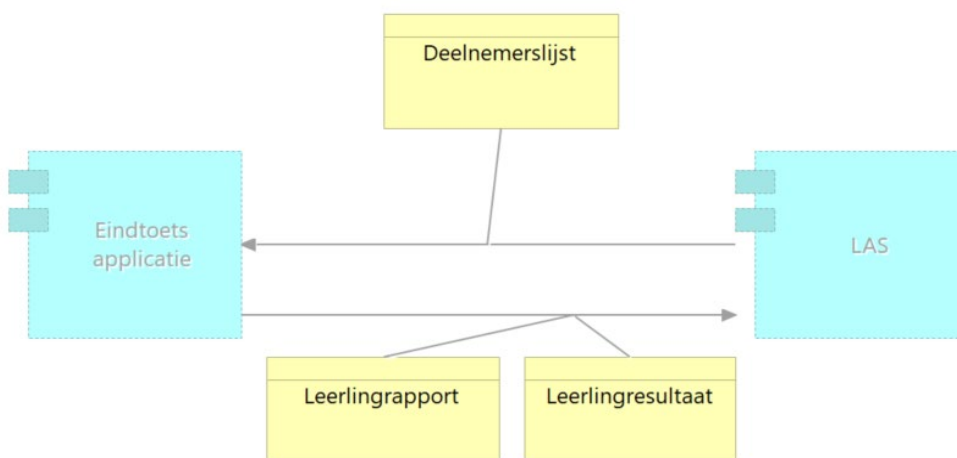 Deelnemerslijst
Eindtoets
applicatie
LAS
Leerlingrapport
Leerlingresultaat